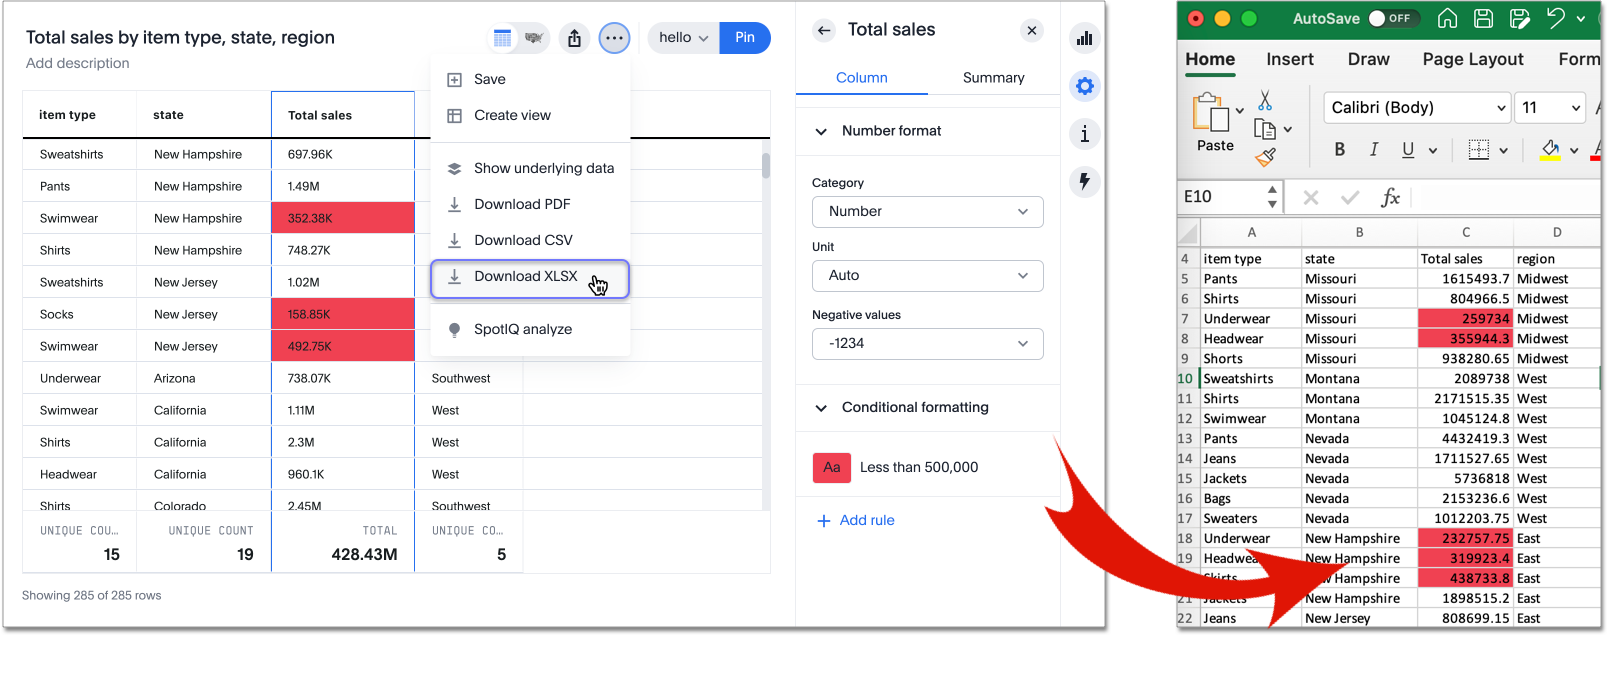 Total sales by item type, state, region
Add description
hello
Pin
Save
Create view
Show underlying data
Download PDF
Download CSV
Download XLSX
SpotIQ analyze
item type state Total sales
Sweatshirts New Hampshire 697.96K
Pants New Hampshire 1.49M
Swimwear New Hampshire 352.38K
Shirts New Hampshire 748.27K
Sweatshirts New Jersey 1.02M
Socks New Jersey 158.85K
Swimwear New Jersey 492.75K
Underwear Arizona 738.07K Southwest
Swimwear California 1.11M West
Shirts California 2.3M West
Headwear California 960.1K West
Shirts Colorado 2.45M Southwest
UNIQUE COU... UNIQUE COUNT TOTAL UNIQUE CO...
15 19 428.43M 5
Showing 285 of 285 rows
Total sales
Column Summary
Number format
Category
Number
Unit
Auto
Negative values
-1234
Conditional formatting
Aa Less than 500,000
+ Add rule
AutoSave OFF
Home Insert Draw Page Layout Form
Paste
Calibri (Body) 11
B I U
E10 fx
A B C D
4 item type state Total sales region
5 Pants Missouri 1615493.7 Midwest
6 Shirts Missouri 804966.5 Midwest
7 Underwear Missouri 259734 Midwest
8 Headwear Missouri 355944.3 Midwest
9 Shorts Missouri 938280.65 Midwest
10 Sweatshirts Montana 2089738 West
11 Shirts Montana 2171515.35 West
12 Swimwear Montana 1045124.8 West
13 Pants Nevada 4432419.3 West
14 Jeans Nevada 1711527.65 West
15 Jackets Nevada 5736818 West
16 Bags Nevada 2153236.6 West
17 Sweaters Nevada 1012203.75 West
18 Underwear New Hampshire 232757.75 East
19 Headwea New Hampshire 319923.4 East
Skirts Hampshire 438733.8 East
21 Jackets New Hampshire 1898515.2 East
22 Jeans New Jersey 808699.15 East